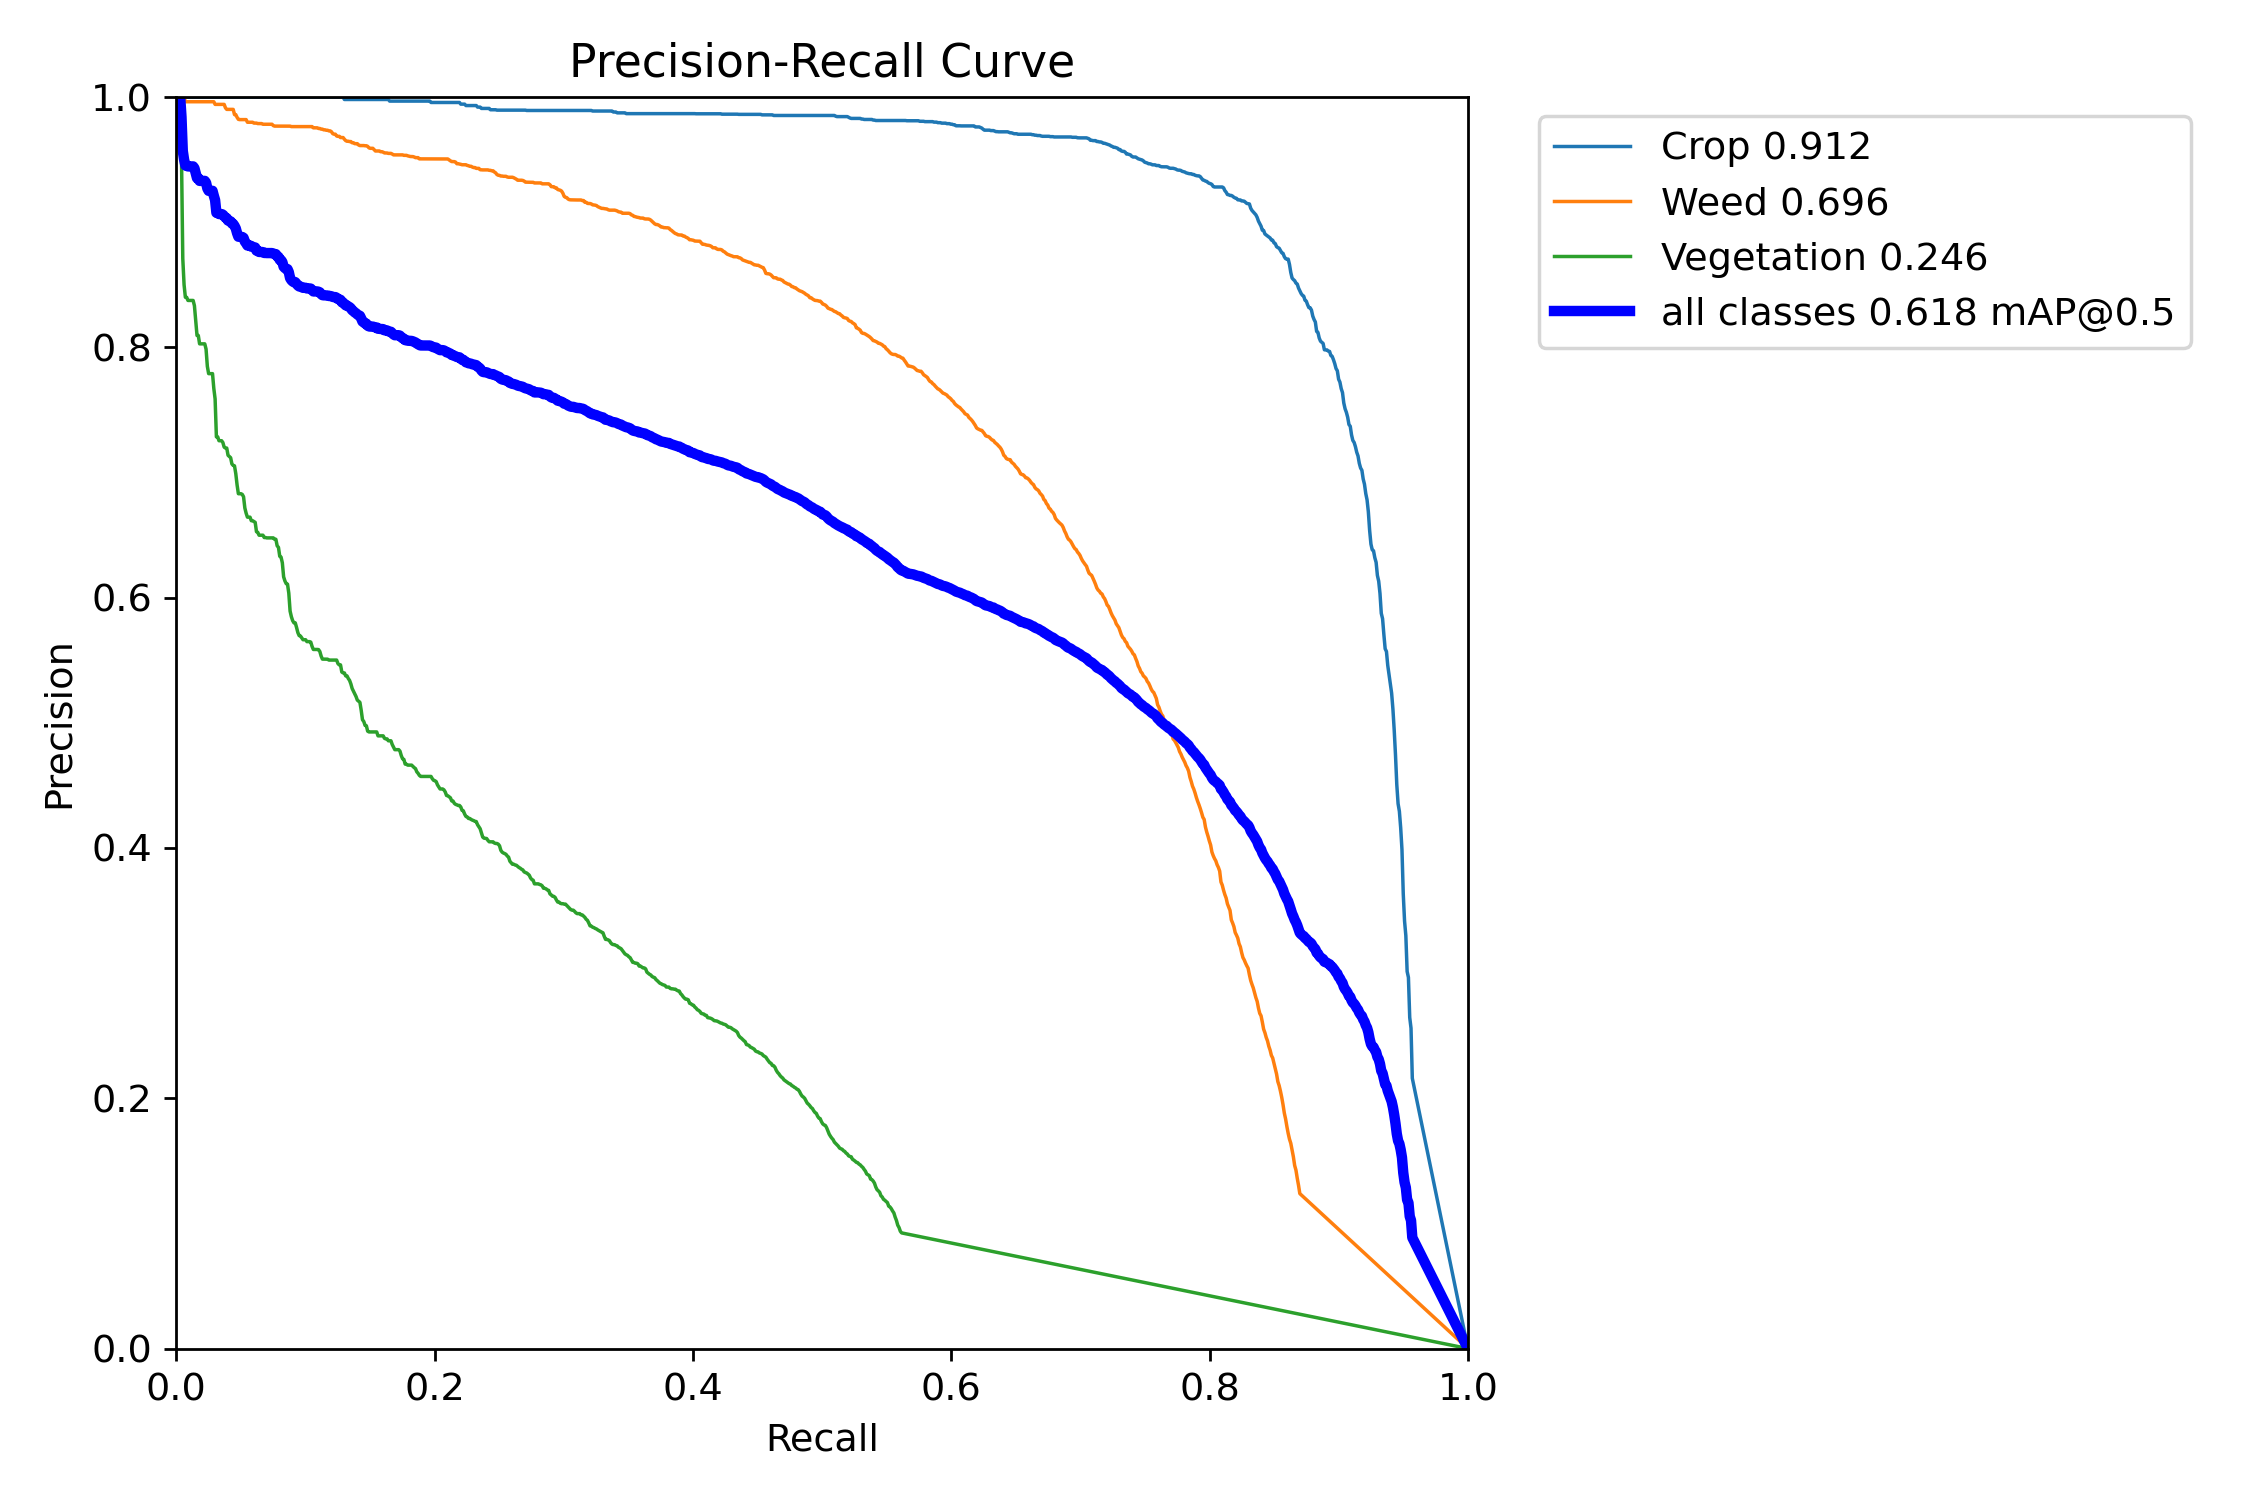 Precision-Recall Curve
1.0
0.8
0.6
0.4
0.2
0.0
Precision
0.0 0.2 0.4 0.6 0.8 1.0
Recall
Crop 0.912
Weed 0.696
Vegetation 0.246
all classes 0.618 mAP@0.5